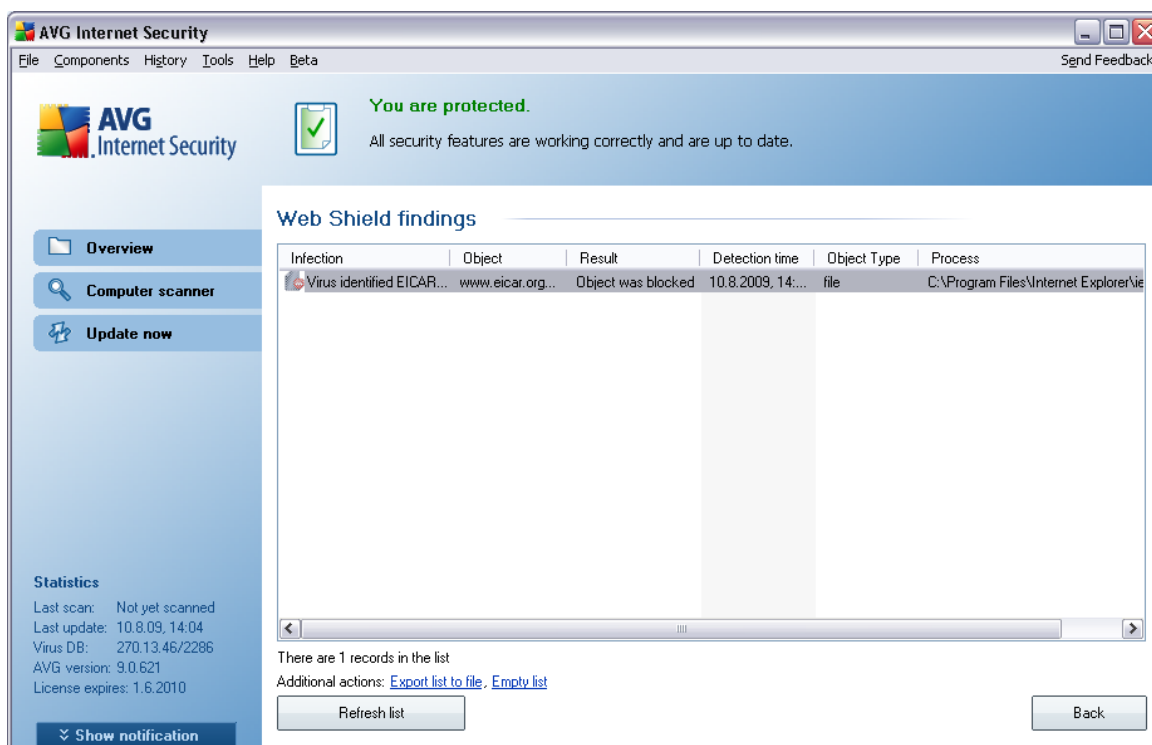 AVG Internet Security
File Components History Tools Help Beta Send Feedback
AVG
Internet Security
You are protected.
All security features are working correctly and are up to date.
Overview
Computer scanner
Update now
Web Shield findings
Infection Object Result Detection time Object Type Process
Virus identified EICAR... www.eicar.org... Object was blocked 10.8.2009, 14:... file C:\Program Files\Internet Explorer\ie
Statistics
Last scan: Not yet scanned
Last update: 10.8.09, 14:04
Virus DB: 270.13.46/2286
AVG version: 9.0.621
License expires: 1.6.2010
Show notification
There are 1 records in the list
Additional actions: Export list to file, Empty list
Refresh list
Back